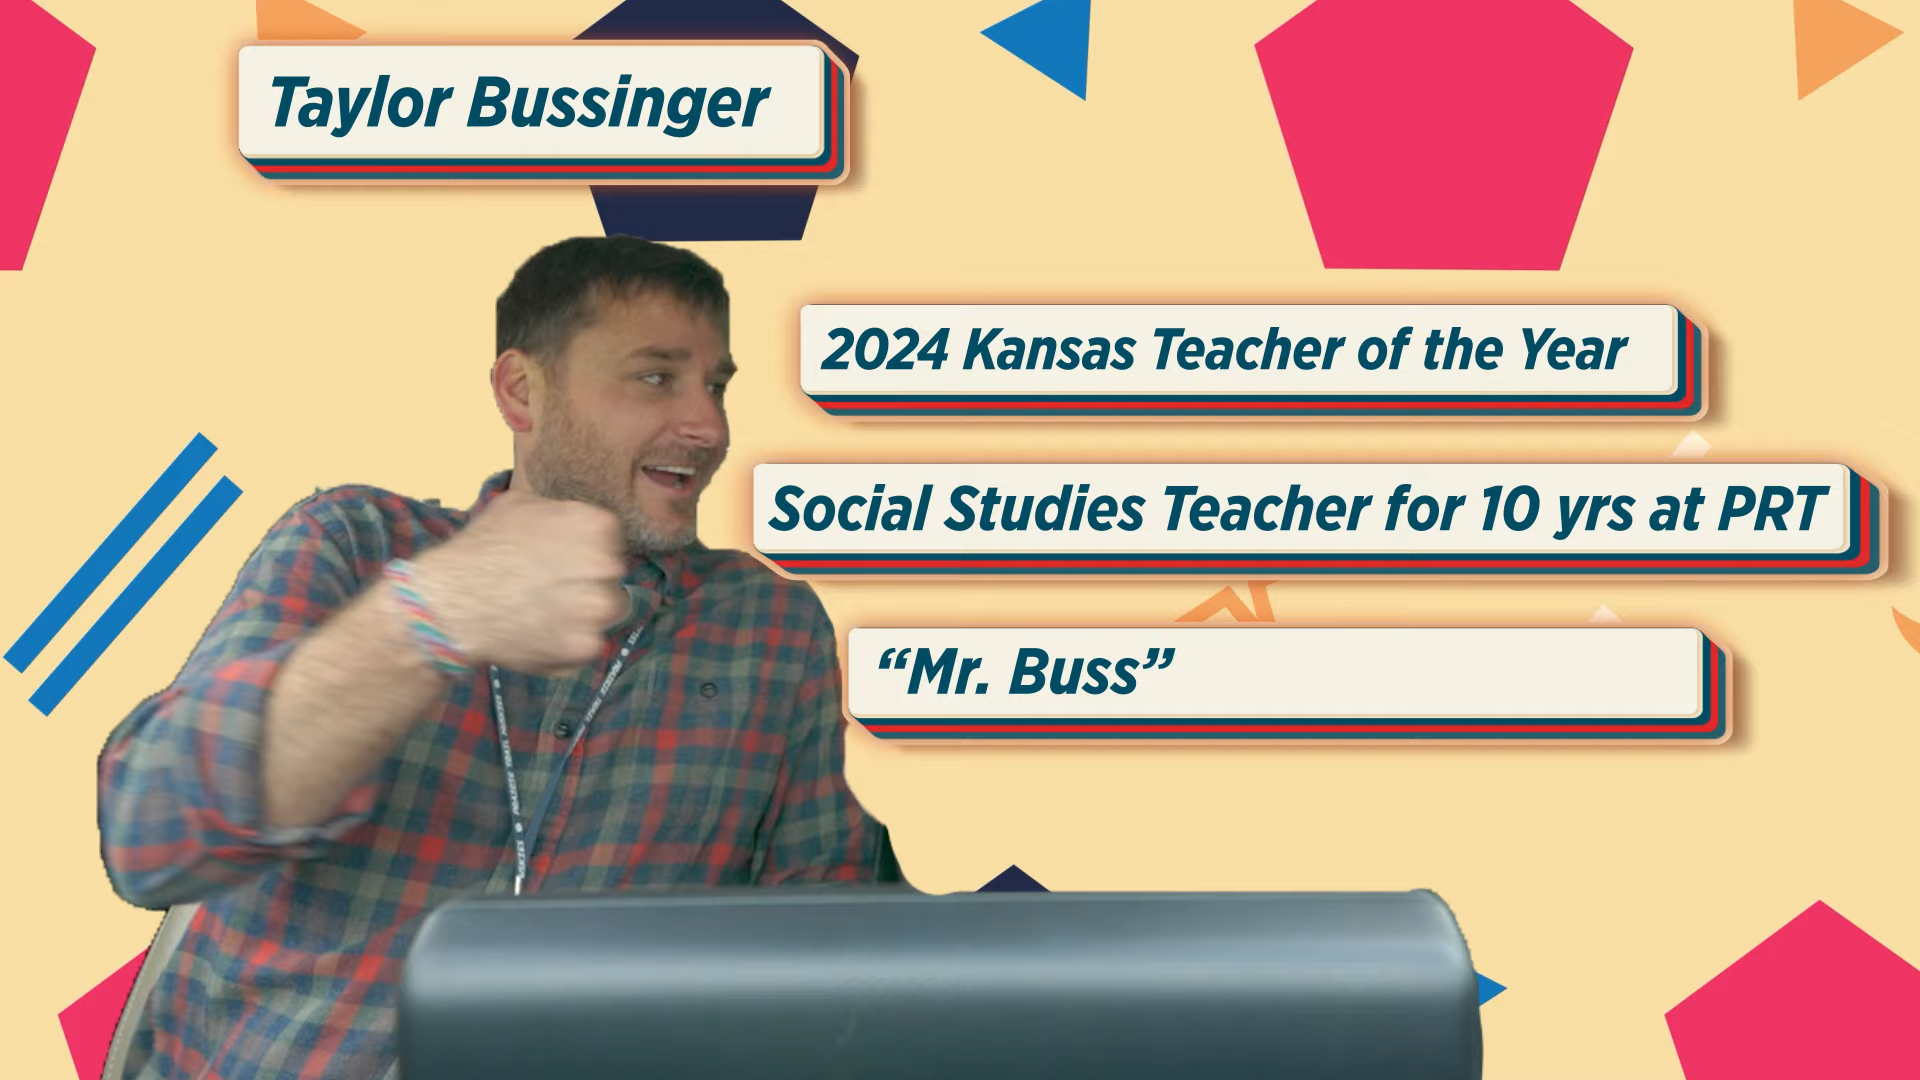 Taylor Bussinger
2024 Kansas Teacher of the Year
Social Studies Teacher for 10 yrs at PRT
“Mr. Buss”